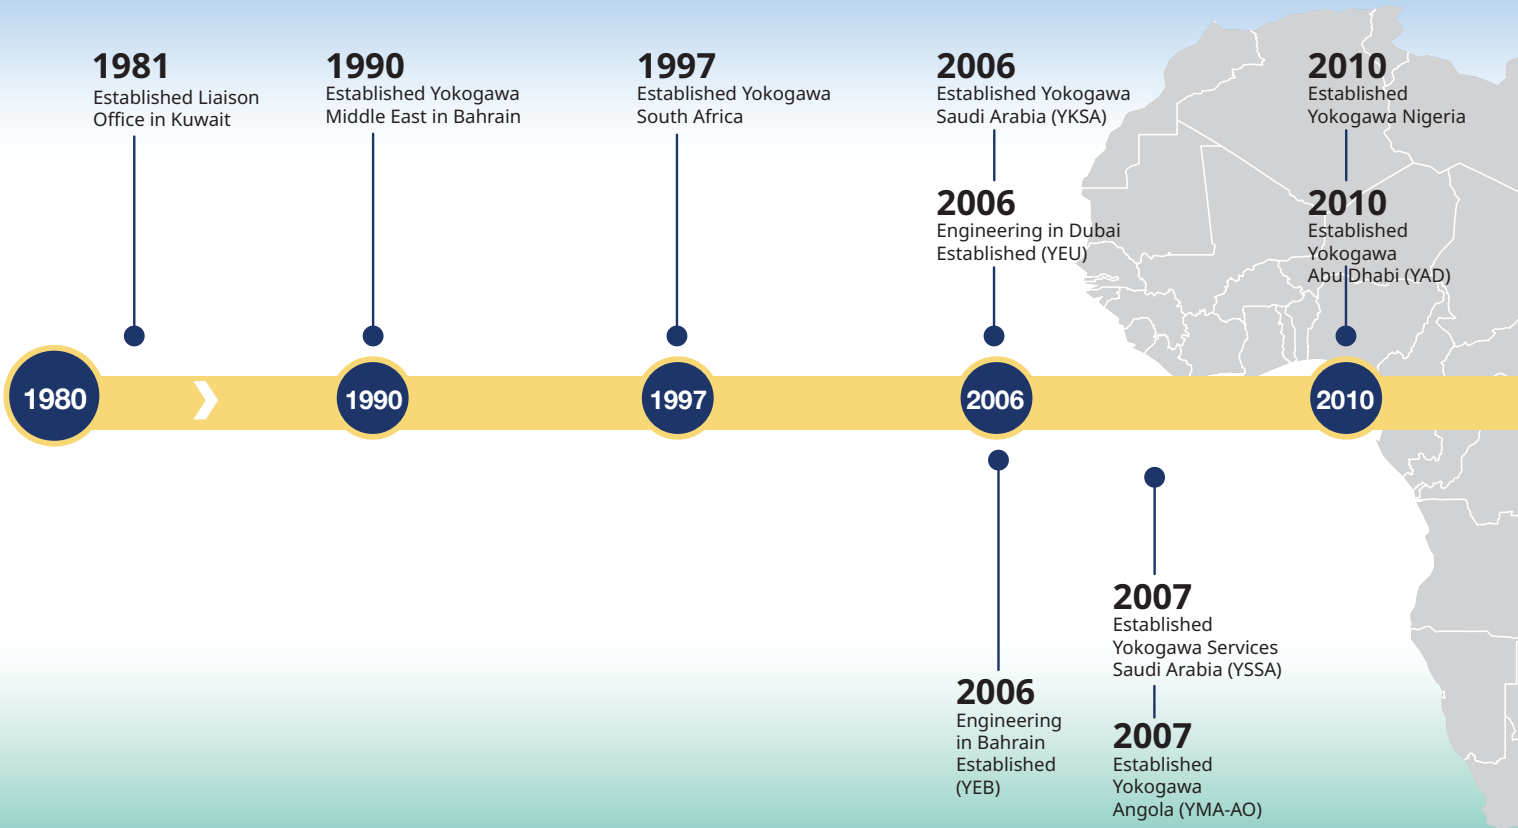 1981
Established Liaison
Office in Kuwait
1990
Established Yokogawa
Middle East in Bahrain
1997
Established Yokogawa
South Africa
2006
Established Yokogawa
Saudi Arabia (YKSA)
2006
Engineering in Dubai
Established (YEU)
2010
Established
Yokogawa Nigeria
2010
Established
Yokogawa
Abu Dhabi (YAD)
1980
1990
1997
2006
2010
2006
Engineering
in Bahrain
Established
(YEB)
2007
Established
Yokogawa Services
Saudi Arabia (YSSA)
2007
Established
Yokogawa
Angola (YMA-AO)